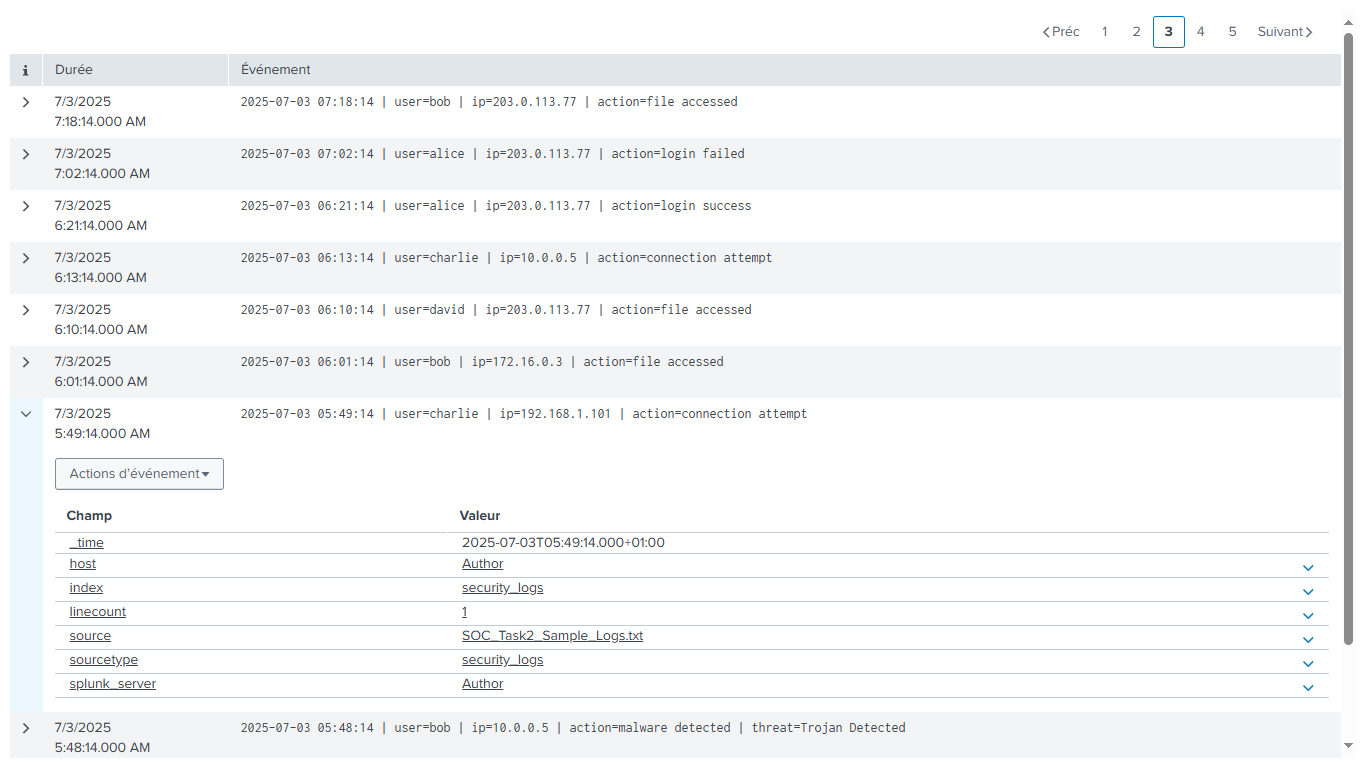 Préc 1 2 3 4 5 Suivant
i Durée Événement
7/3/2025 2025-07-03 07:18:14 | user=bob | ip=203.0.113.77 | action=file accessed
7:18:14.000 AM
7/3/2025 2025-07-03 07:02:14 | user=alice | ip=203.0.113.77 | action=login failed
7:02:14.000 AM
7/3/2025 2025-07-03 06:21:14 | user=alice | ip=203.0.113.77 | action=login success
6:21:14.000 AM
7/3/2025 2025-07-03 06:13:14 | user=charlie | ip=10.0.0.5 | action=connection attempt
6:13:14.000 AM
7/3/2025 2025-07-03 06:10:14 | user=david | ip=203.0.113.77 | action=file accessed
6:10:14.000 AM
7/3/2025 2025-07-03 06:01:14 | user=bob | ip=172.16.0.3 | action=file accessed
6:01:14.000 AM
7/3/2025 2025-07-03 05:49:14 | user=charlie | ip=192.168.1.101 | action=connection attempt
5:49:14.000 AM
Actions d'événement
Champ Valeur
_time 2025-07-03T05:49:14.000+01:00
host Author
index security_logs
linecount 1
source SOC_Task2_Sample_Logs.txt
sourcetype security_logs
splunk_server Author
7/3/2025 2025-07-03 05:48:14 | user=bob | ip=10.0.0.5 | action=malware detected | threat=Trojan Detected
5:48:14.000 AM